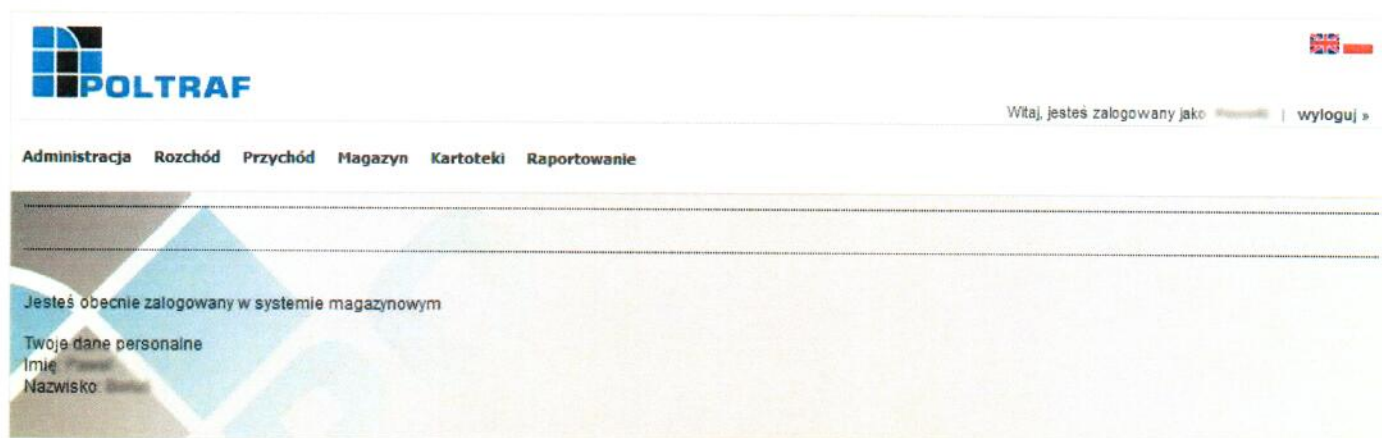 POLTRAF
Witaj, jesteś zalogowany jako | wyloguj »
Administracja Rozchód Przychód Magazyn Kartoteki Raportowanie
Jesteś obecnie zalogowany w systemie magazynowym
Twoje dane personalne
Imię:
Nazwisko: